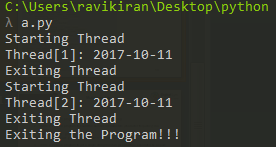 C:\Users\ravikiran\Desktop\python
λ a.py
Starting Thread
Thread[1]: 2017-10-11
Exiting Thread
Starting Thread
Thread[2]: 2017-10-11
Exiting Thread
Exiting the Program!!!